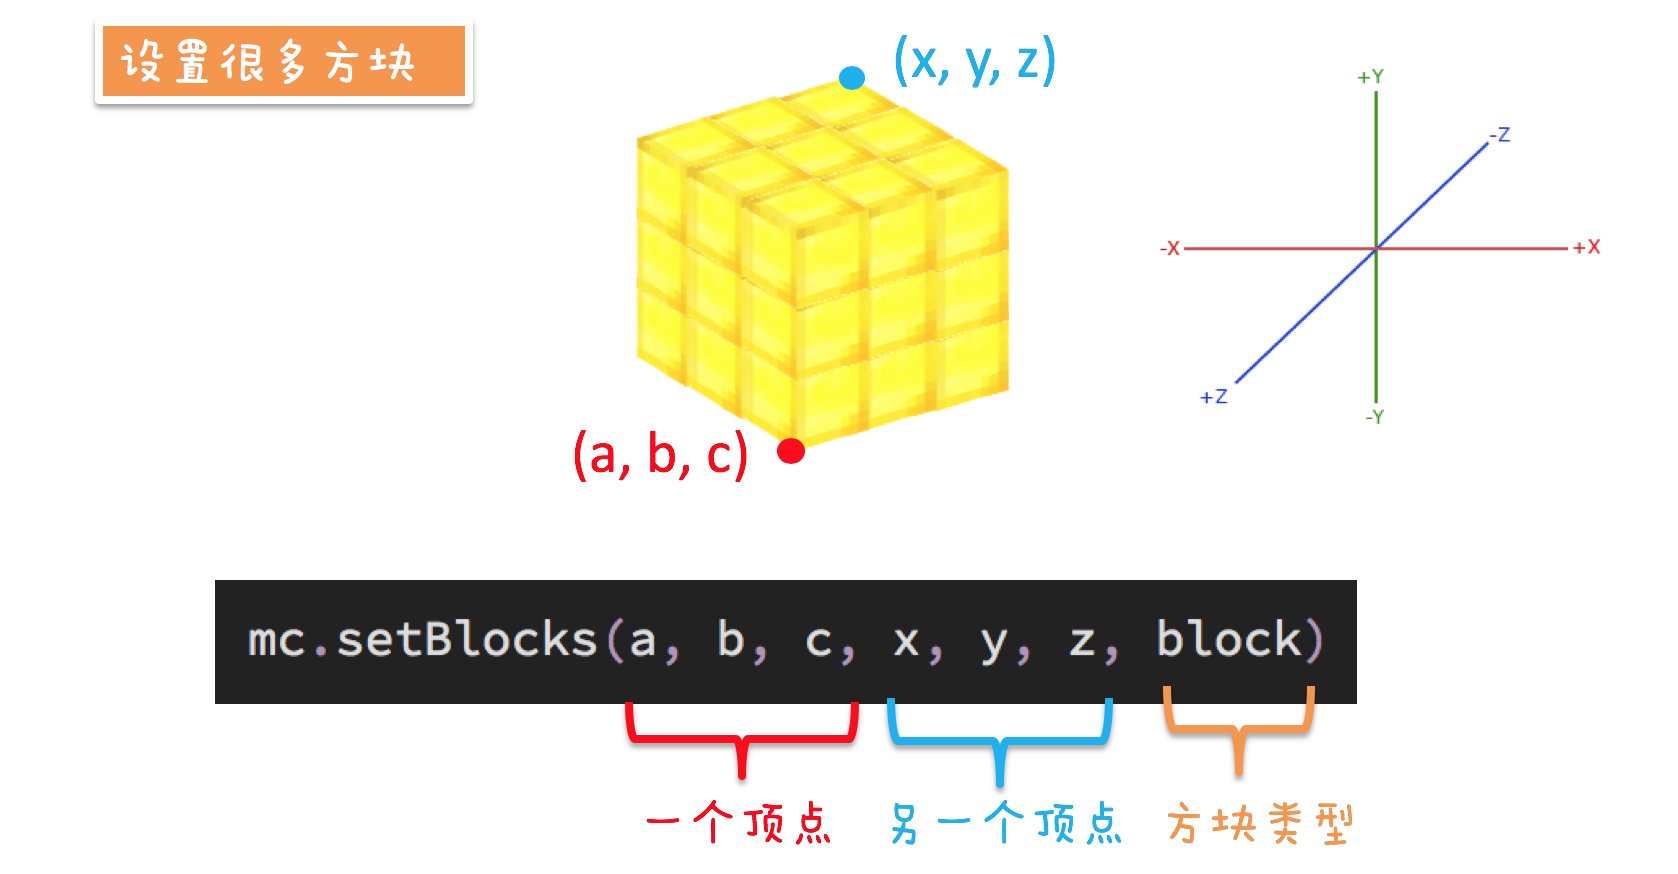 设置很多方块
(x, y, z)
+Y
-Z
-X
+X
+Z
-Y
(a, b, c)
mc.setBlocks(a, b, c, x, y, z, block)
一个顶点 另一个顶点 方块类型